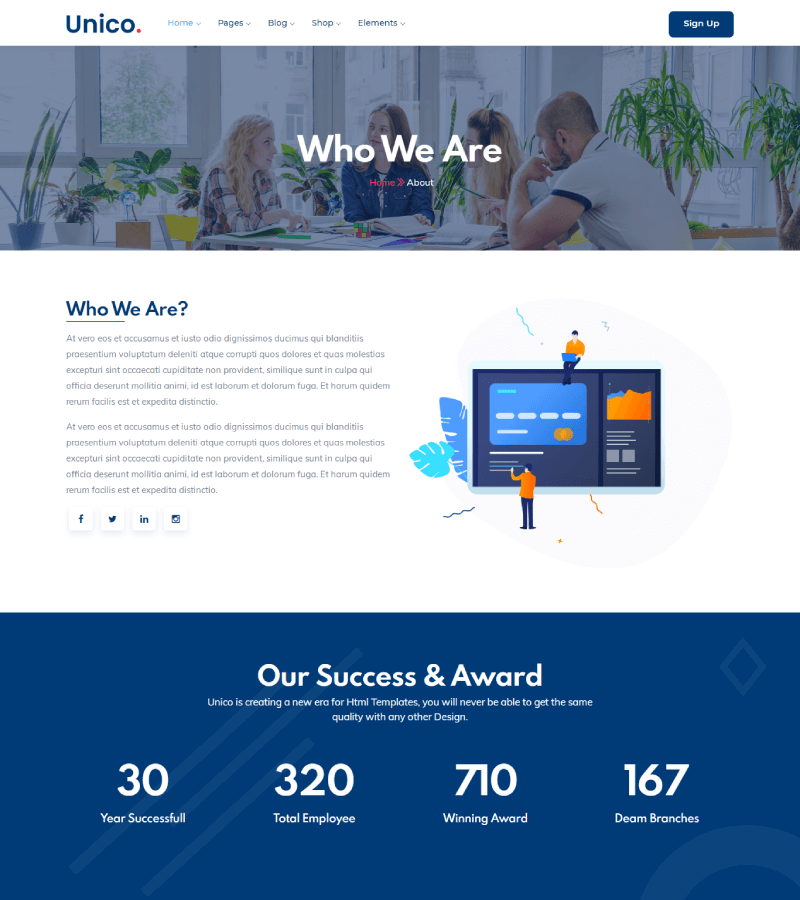 Unico.
Home Pages Blog Shop Elements
Sign Up
Who We Are
Home About
Who We Are?
At vero eos et accusamus et iusto odio dignissimos ducimus qui blanditiis
praesentium voluptatum deleniti atque corrupti quos dolores et quas molestias
excepturi sint occaecati cupiditate non provident, similique sunt in culpa qui
officia deserunt mollitia animi, id est laborum et dolorum fuga. Et harum quidem
rerum facilis est et expedita distinctio.
At vero eos et accusamus et iusto odio dignissimos ducimus qui blanditiis
praesentium voluptatum deleniti atque corrupti quos dolores et quas molestias
excepturi sint occaecati cupiditate non provident, similique sunt in culpa qui
officia deserunt mollitia animi, id est laborum et dolorum fuga. Et harum quidem
rerum facilis est et expedita distinctio.
Our Success & Award
Unico is creating a new era for Html Templates, you will never be able to get the same
quality with any other Design.
30 320 710 167
Year Successfull Total Employee Winning Award Deam Branches